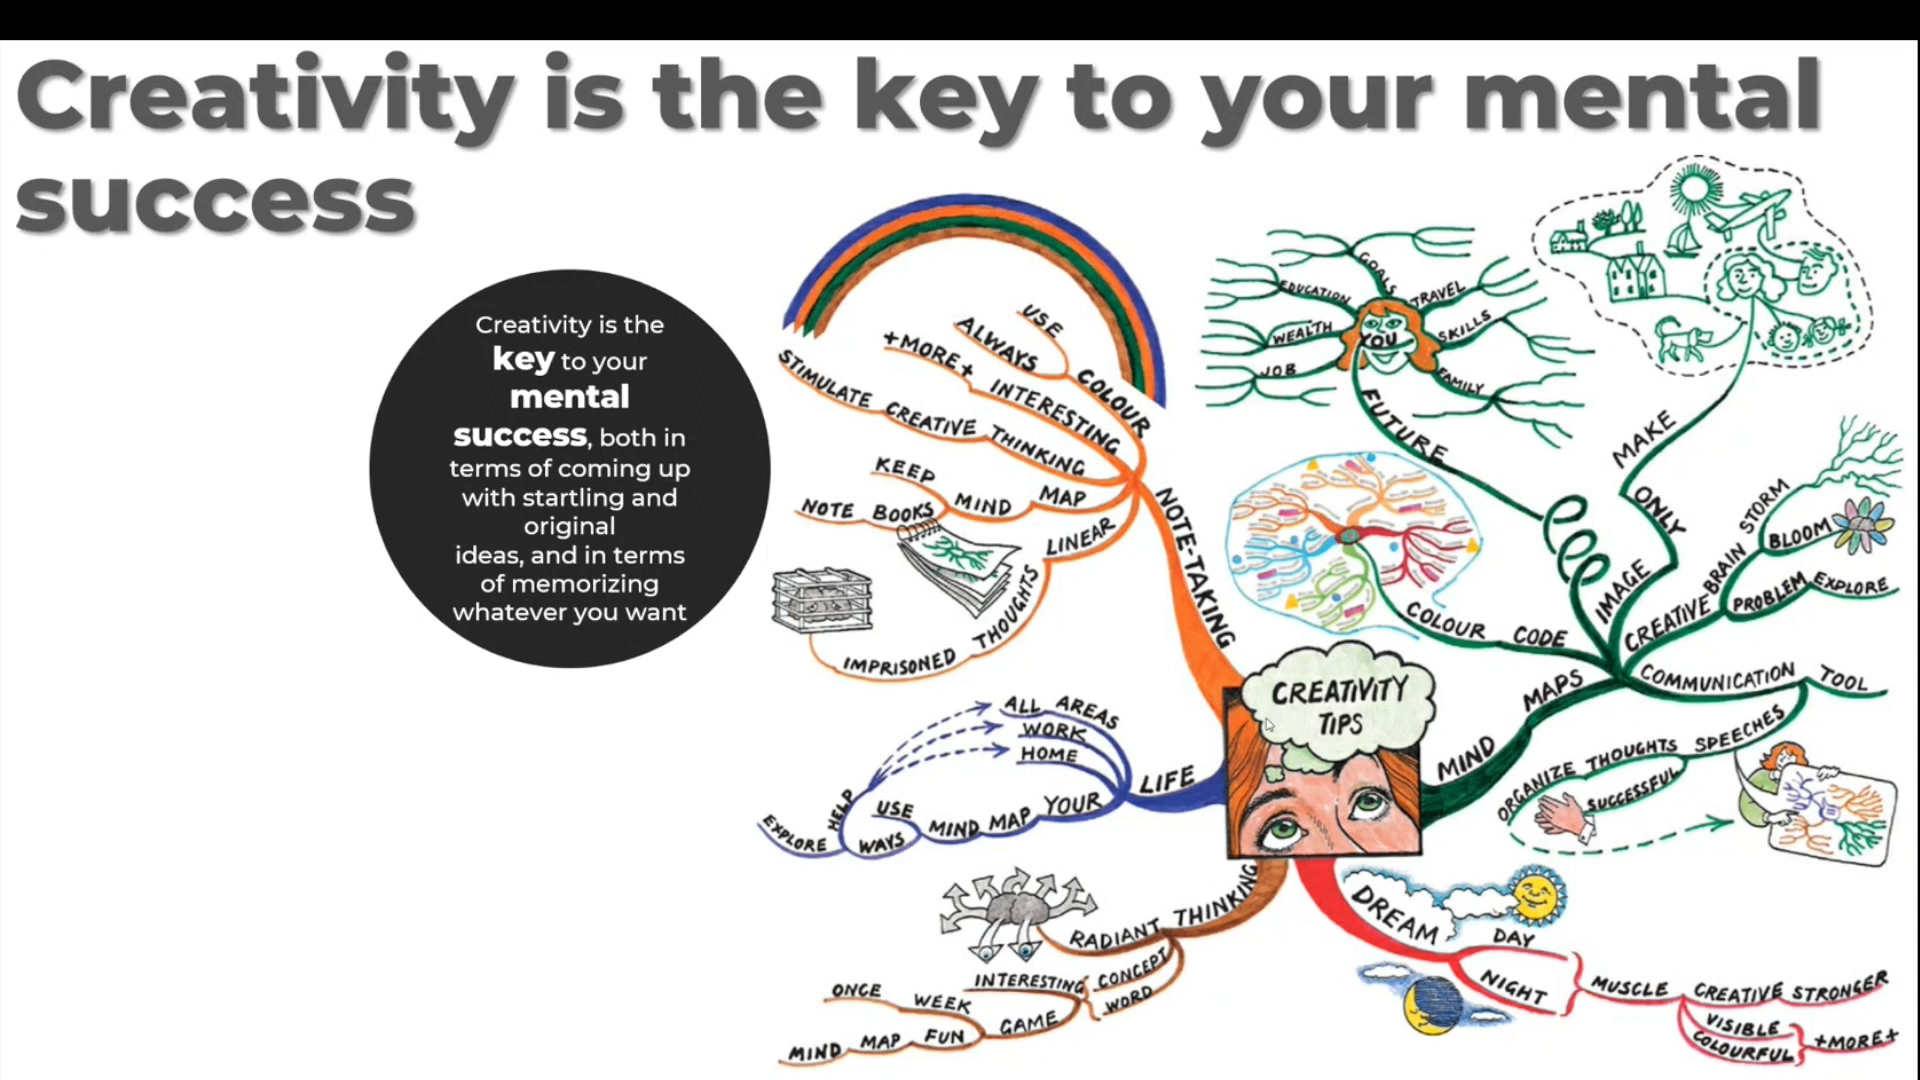 Creativity is the key to your mental
success
Creativity is the
key to your
mental
success, both in
terms of coming up
with startling and
original
ideas, and in terms
of memorizing
whatever you want
CREATIVITY
TIPS
NOTE-TAKING
COLOUR
USE
ALWAYS
+MORE+ INTERESTING
STIMULATE CREATIVE THINKING
KEEP
NOTE BOOKS MIND MAP
LINEAR
THOUGHTS
IMPRISONED
LIFE
ALL AREAS
WORK
HOME
YOUR
MIND MAP
USE
WAYS
HELP
EXPLORE
RADIANT THINKING
CONCEPT
WORD
INTERESTING
GAME
ONCE WEEK
MIND MAP FUN
DREAM
DAY
NIGHT
MUSCLE CREATIVE STRONGER
VISIBLE
COLOURFUL
+MORE+
MIND MAPS
COLOUR CODE
FUTURE
YOU
GOALS
EDUCATION
WEALTH
JOB
TRAVEL
SKILLS
FAMILY
IMAGE
ONLY
MAKE
CREATIVE
BRAIN STORM
BLOOM
PROBLEM EXPLORE
COMMUNICATION TOOL
SPEECHES
ORGANIZE THOUGHTS
SUCCESSFUL